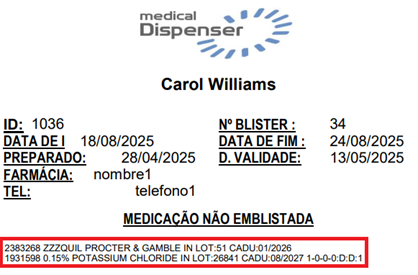 medical
Dispenser
Carol Williams
ID: 1036 Nº BLISTER : 34
DATA DE I 18/08/2025 DATA DE FIM : 24/08/2025
PREPARADO: 28/04/2025 D. VALIDADE: 13/05/2025
FARMÁCIA: nombre1
TEL: telefono1
MEDICAÇÃO NÃO EMBLISTADA
2383268 ZZZQUIL PROCTER & GAMBLE IN LOT:51 CADU:01/2026
1931598 0.15% POTASSIUM CHLORIDE IN LOT:26841 CADU:08/2027 1-0-0-0:D:D:1